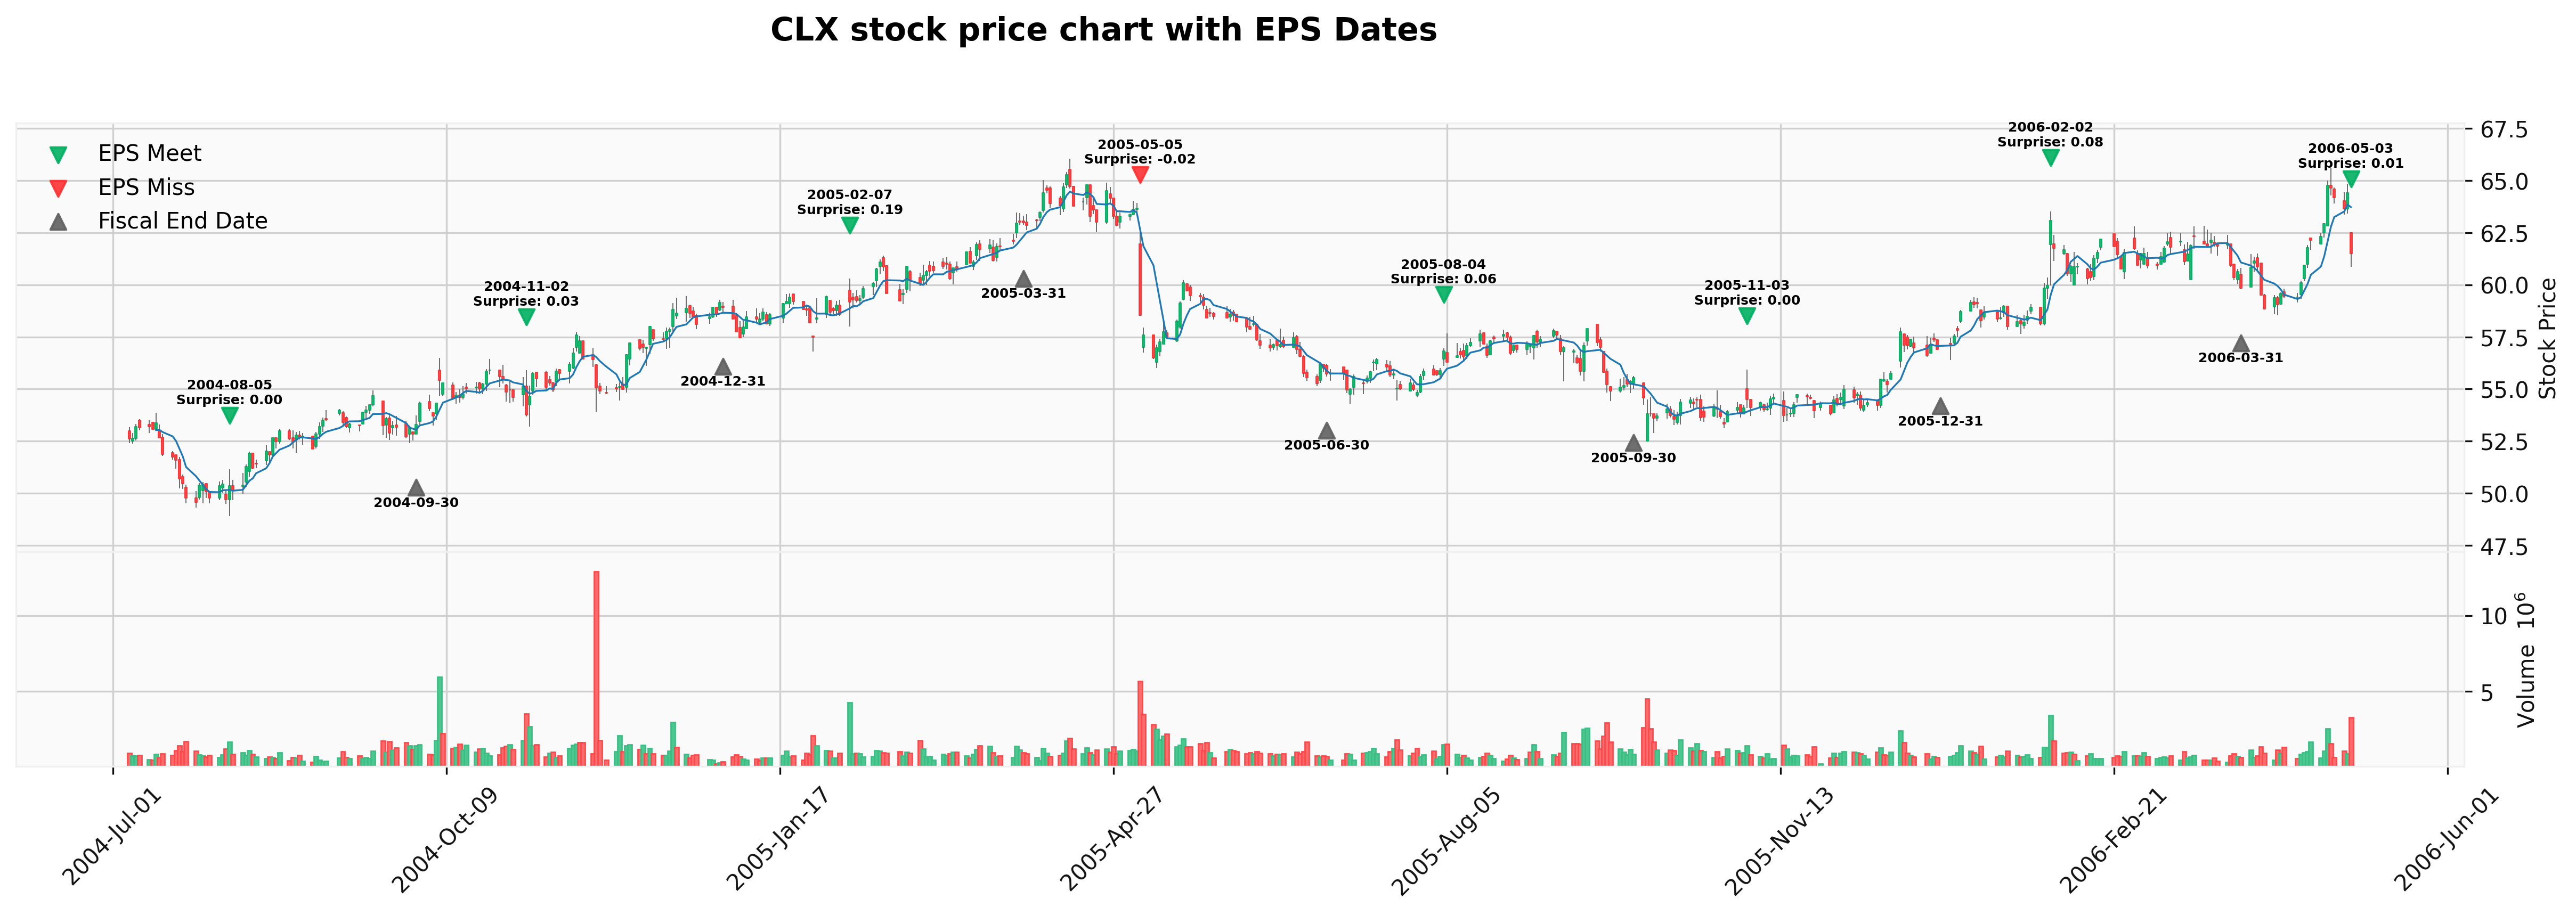 CLX stock price chart with EPS Dates
EPS Meet
EPS Miss
Fiscal End Date
2004-08-05
Surprise: 0.00
2004-09-30
2004-11-02
Surprise: 0.03
2004-12-31
2005-02-07
Surprise: 0.19
2005-03-31
2005-05-05
Surprise: -0.02
2005-06-30
2005-08-04
Surprise: 0.06
2005-09-30
2005-11-03
Surprise: 0.00
2005-12-31
2006-02-02
Surprise: 0.08
2006-03-31
2006-05-03
Surprise: 0.01
67.5
65.0
62.5
60.0
57.5
55.0
52.5
50.0
47.5
Stock Price
10
5
Volume 10⁶
2004-Jul-01
2004-Oct-09
2005-Jan-17
2005-Apr-27
2005-Aug-05
2005-Nov-13
2006-Feb-21
2006-Jun-01